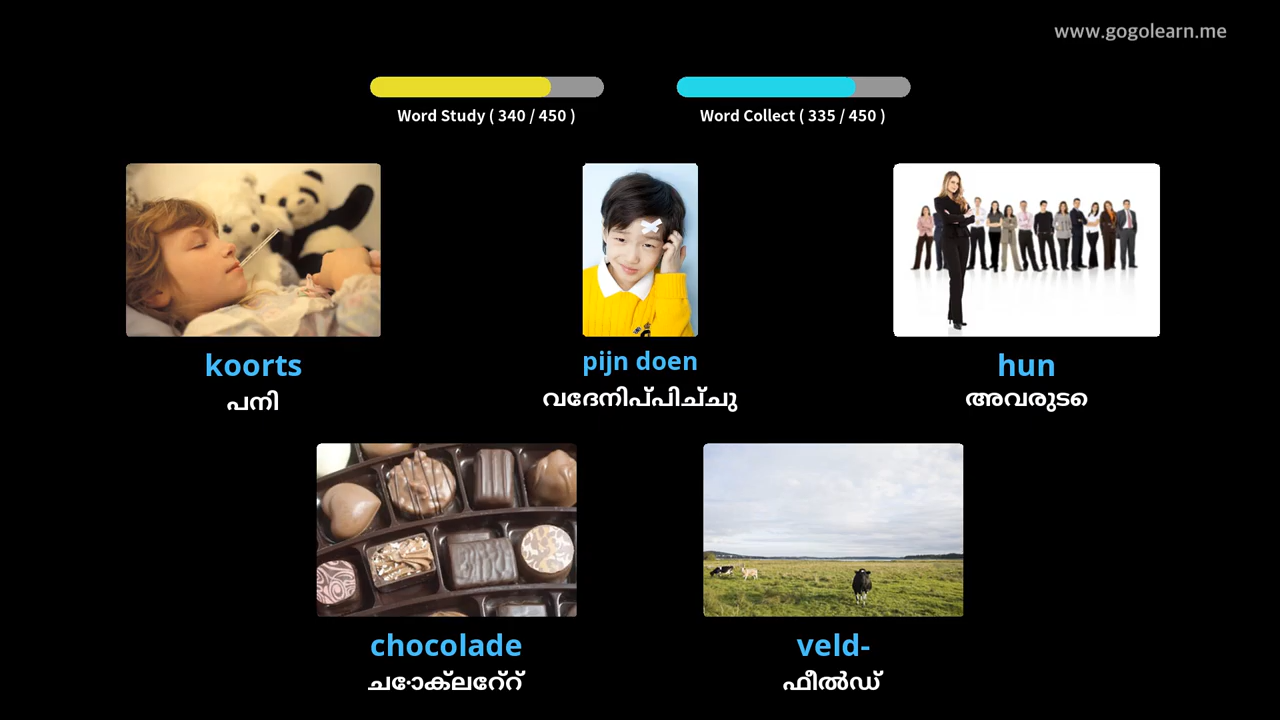 www.gogolearn.me
Word Study ( 340 / 450 )
Word Collect ( 335 / 450 )
koorts
പനി
pijn doen
വേദനിപ്പിച്ചു
hun
അവരുടെ
chocolade
ചോക്ലേറ്റ്
veld-
ഫീൽഡ്